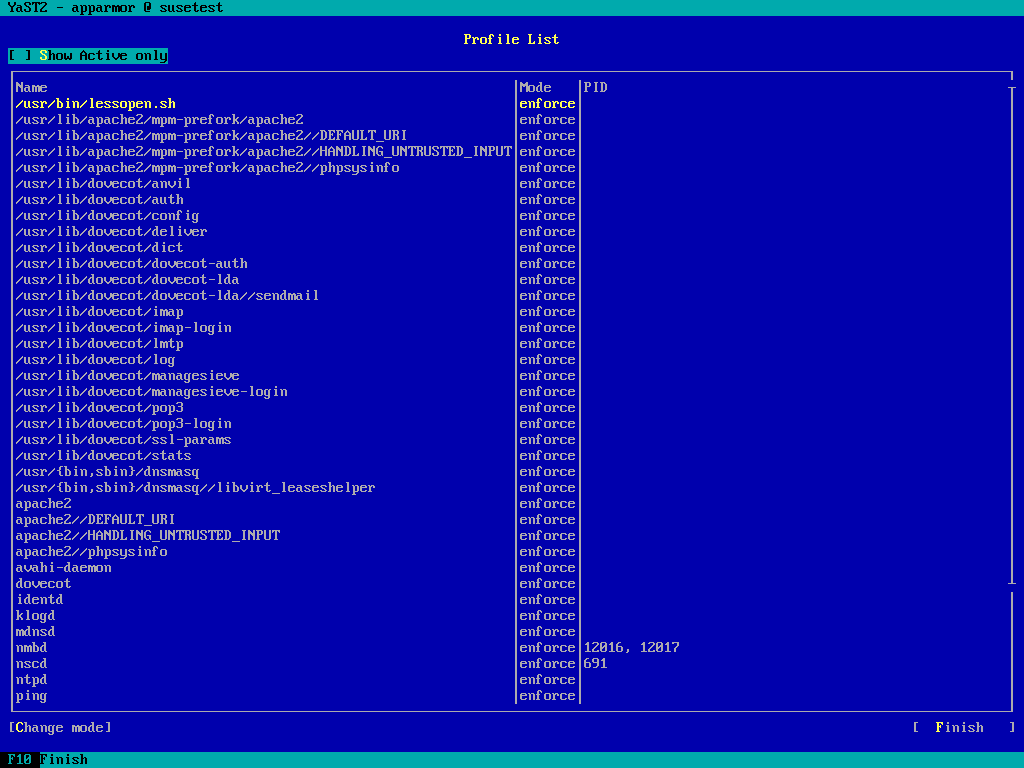 YaST2 - apparmor @ susetest
Profile List
[ ] Show Active only
Name Mode PID
/usr/bin/lessopen.sh enforce
/usr/lib/apache2/mpm-prefork/apache2 enforce
/usr/lib/apache2/mpm-prefork/apache2//DEFAULT_URI enforce
/usr/lib/apache2/mpm-prefork/apache2//HANDLING_UNTRUSTED_INPUT enforce
/usr/lib/apache2/mpm-prefork/apache2//phpsysinfo enforce
/usr/lib/dovecot/anvil enforce
/usr/lib/dovecot/auth enforce
/usr/lib/dovecot/config enforce
/usr/lib/dovecot/deliver enforce
/usr/lib/dovecot/dict enforce
/usr/lib/dovecot/dovecot-auth enforce
/usr/lib/dovecot/dovecot-lda enforce
/usr/lib/dovecot/dovecot-lda//sendmail enforce
/usr/lib/dovecot/imap enforce
/usr/lib/dovecot/imap-login enforce
/usr/lib/dovecot/lmtp enforce
/usr/lib/dovecot/log enforce
/usr/lib/dovecot/managesieve enforce
/usr/lib/dovecot/managesieve-login enforce
/usr/lib/dovecot/pop3 enforce
/usr/lib/dovecot/pop3-login enforce
/usr/lib/dovecot/ssl-params enforce
/usr/lib/dovecot/stats enforce
/usr/{bin,sbin}/dnsmasq enforce
/usr/{bin,sbin}/dnsmasq//libvirt_leaseshelper enforce
apache2 enforce
apache2//DEFAULT_URI enforce
apache2//HANDLING_UNTRUSTED_INPUT enforce
apache2//phpsysinfo enforce
avahi-daemon enforce
dovecot enforce
identd enforce
klogd enforce
mdnsd enforce
nmbd enforce 12016, 12017
nscd enforce 691
ntpd enforce
ping enforce
[Change mode] [ Finish ]
F10 Finish